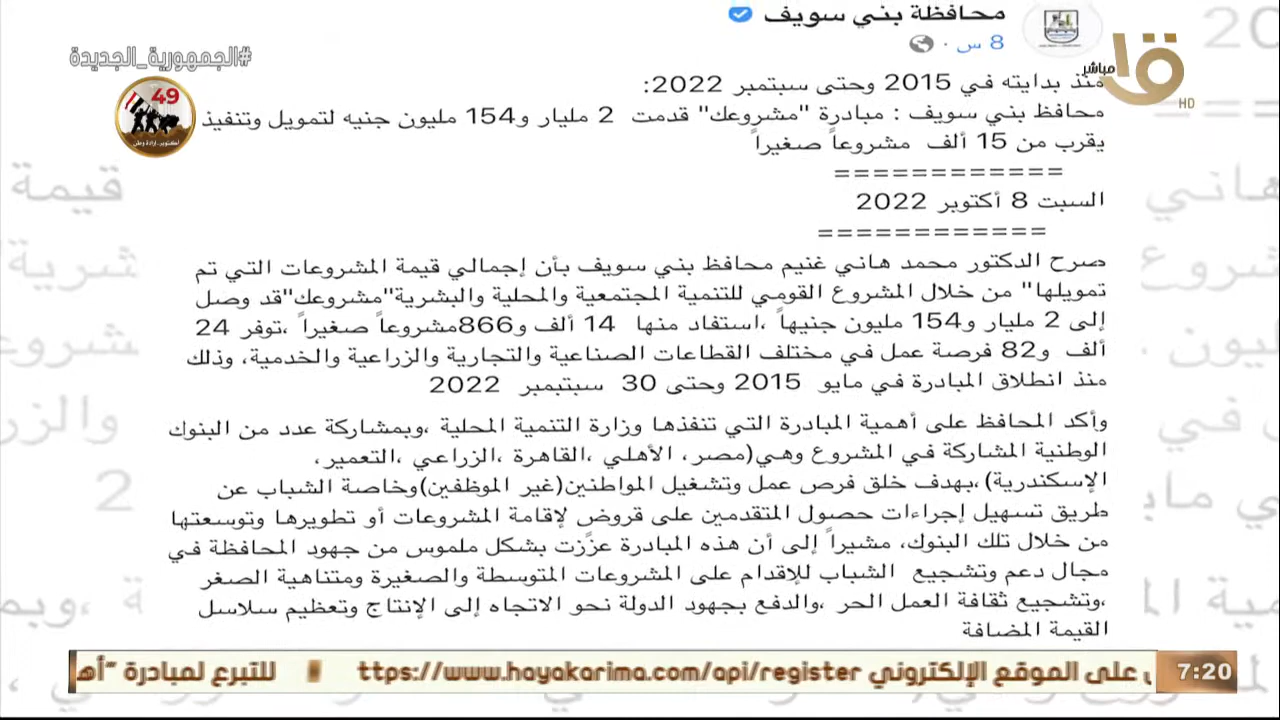 محافظة بني سويف
8 س ·
#الجمهورية_الجديدة
49
أكتوبر.. إرادة وطن
مباشر
HD
منذ بدايته في 2015 وحتى سبتمبر 2022:
محافظ بني سويف : مبادرة "مشروعك" قدمت 2 مليار و154 مليون جنيه لتمويل وتنفيذ
يقرب من 15 ألف مشروعاً صغيراً
============
السبت 8 أكتوبر 2022
============
صرح الدكتور محمد هاني غنيم محافظ بني سويف بأن إجمالي قيمة المشروعات التي تم
تمويلها" من خلال المشروع القومي للتنمية المجتمعية والمحلية والبشرية"مشروعك"قد وصل
إلى 2 مليار و154 مليون جنيهاً ،استفاد منها 14 ألف و866مشروعاً صغيراً ،توفر 24
ألف و82 فرصة عمل في مختلف القطاعات الصناعية والتجارية والزراعية والخدمية، وذلك
منذ انطلاق المبادرة في مايو 2015 وحتى 30 سبتبمبر 2022
وأكد المحافظ على أهمية المبادرة التي تنفذها وزارة التنمية المحلية ،وبمشاركة عدد من البنوك
الوطنية المشاركة في المشروع وهي(مصر، الأهلي ،القاهرة ،الزراعي ،التعمير،
الإسكندرية)،بهدف خلق فرص عمل وتشغيل المواطنين(غير الموظفين)وخاصة الشباب عن
طريق تسهيل إجراءات حصول المتقدمين على قروض لإقامة المشروعات أو تطويرها وتوسعتها
من خلال تلك البنوك، مشيراً إلى أن هذه المبادرة عزّزت بشكل ملموس من جهود المحافظة في
مجال دعم وتشجيع الشباب للإقدام على المشروعات المتوسطة والصغيرة ومتناهية الصغر
،وتشجيع ثقافة العمل الحر ،والدفع بجهود الدولة نحو الاتجاه إلى الإنتاج وتعظيم سلاسل
القيمة المضافة
7:20 على الموقع الإلكتروني ttps://www.hayakarima.com/api/register للتبرع لمبادرة "أه